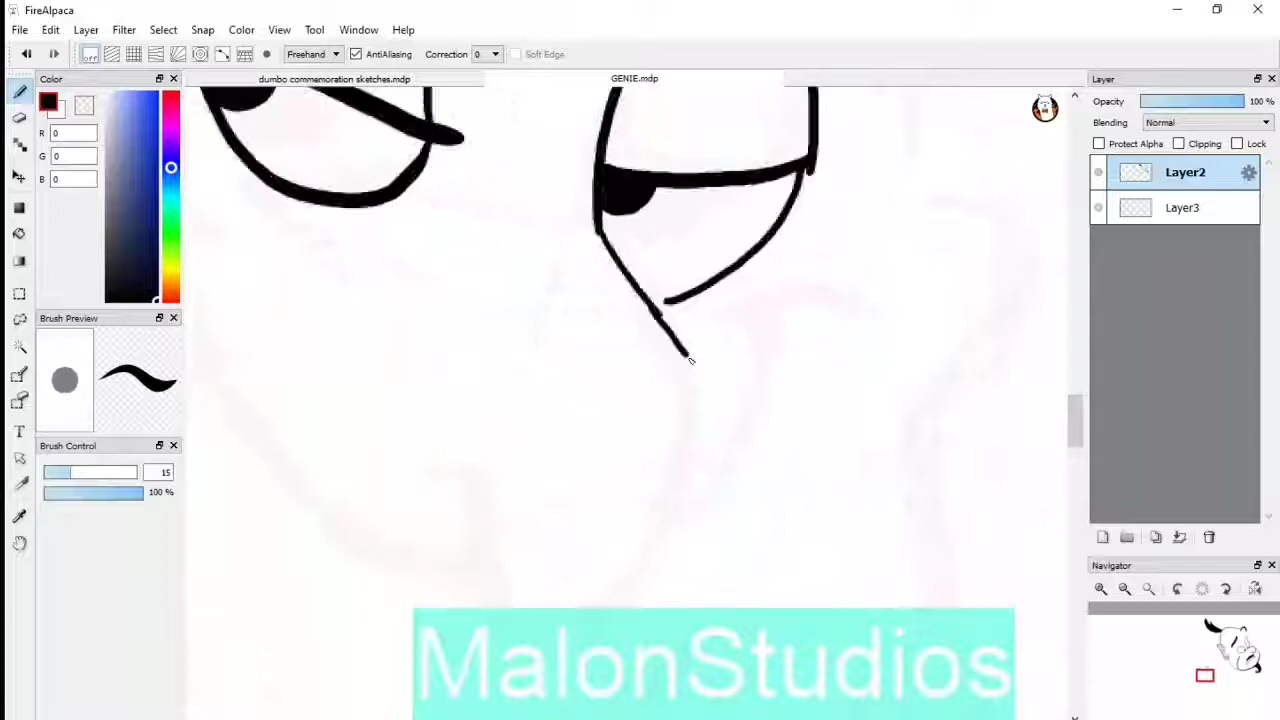 FireAlpaca
File Edit Layer Filter Select Snap Color View Tool Window Help
off Freehand AntiAliasing Correction 0 Soft Edge
Color
dumbo commemoration sketches.mdp GENIE.mdp
R 0
G 0
B 0
Brush Preview
Brush Control
15
100 %
T
Layer
Opacity 100 %
Blending Normal
Protect Alpha Clipping Lock
Layer2
Layer3
Navigator
MalonStudios